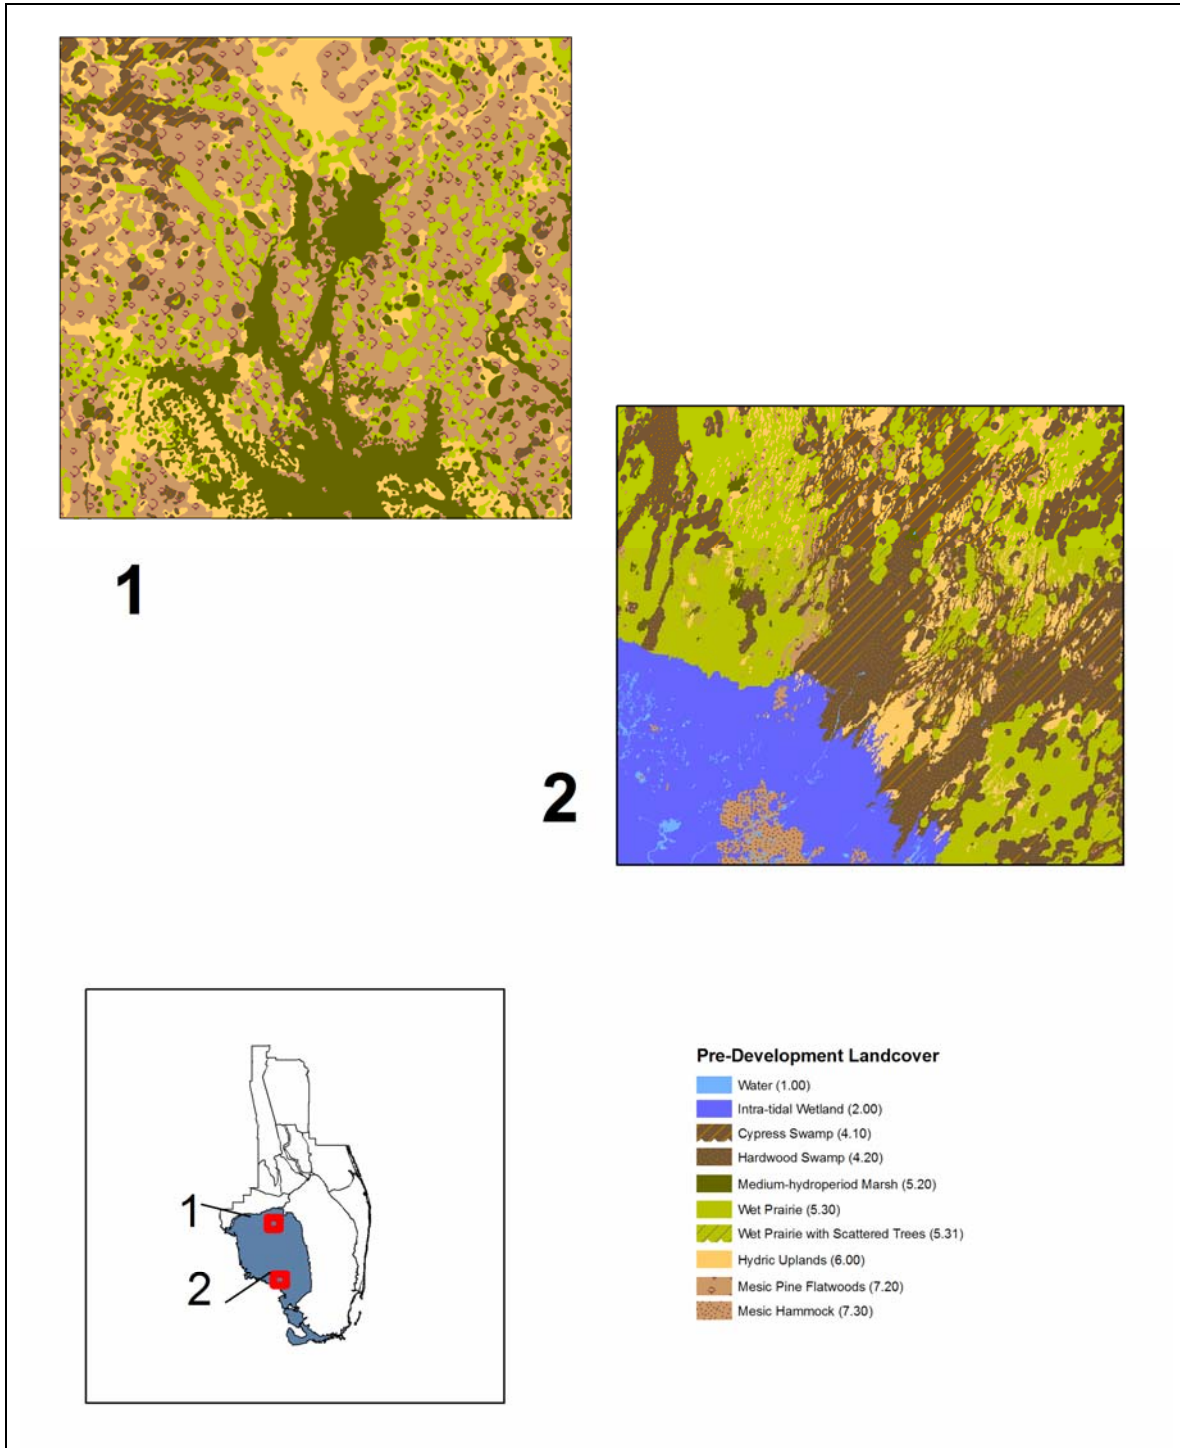 1
2
1
2
Pre-Development Landcover
Water (1.00)
Intra-tidal Wetland (2.00)
Cypress Swamp (4.10)
Hardwood Swamp (4.20)
Medium-hydroperiod Marsh (5.20)
Wet Prairie (5.30)
Wet Prairie with Scattered Trees (5.31)
Hydric Uplands (6.00)
Mesic Pine Flatwoods (7.20)
Mesic Hammock (7.30)